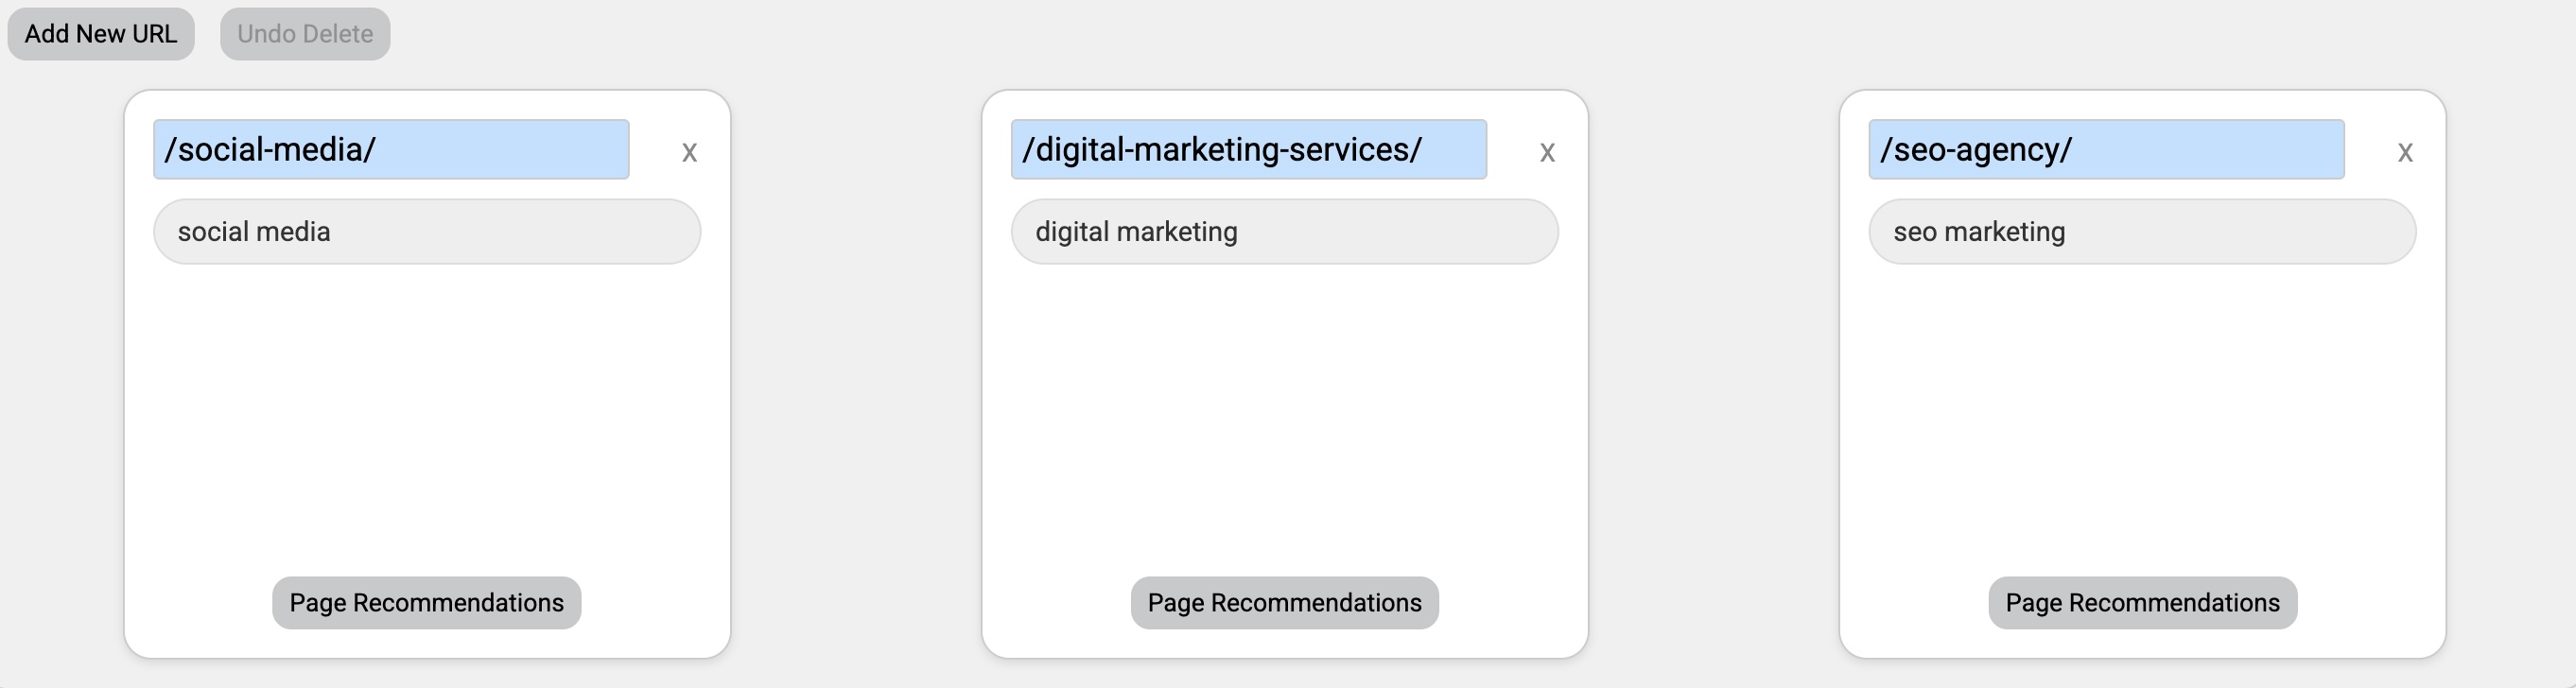 Add New URL
Undo Delete
/social-media/
x
social media
Page Recommendations
/digital-marketing-services/
x
digital marketing
Page Recommendations
/seo-agency/
x
seo marketing
Page Recommendations